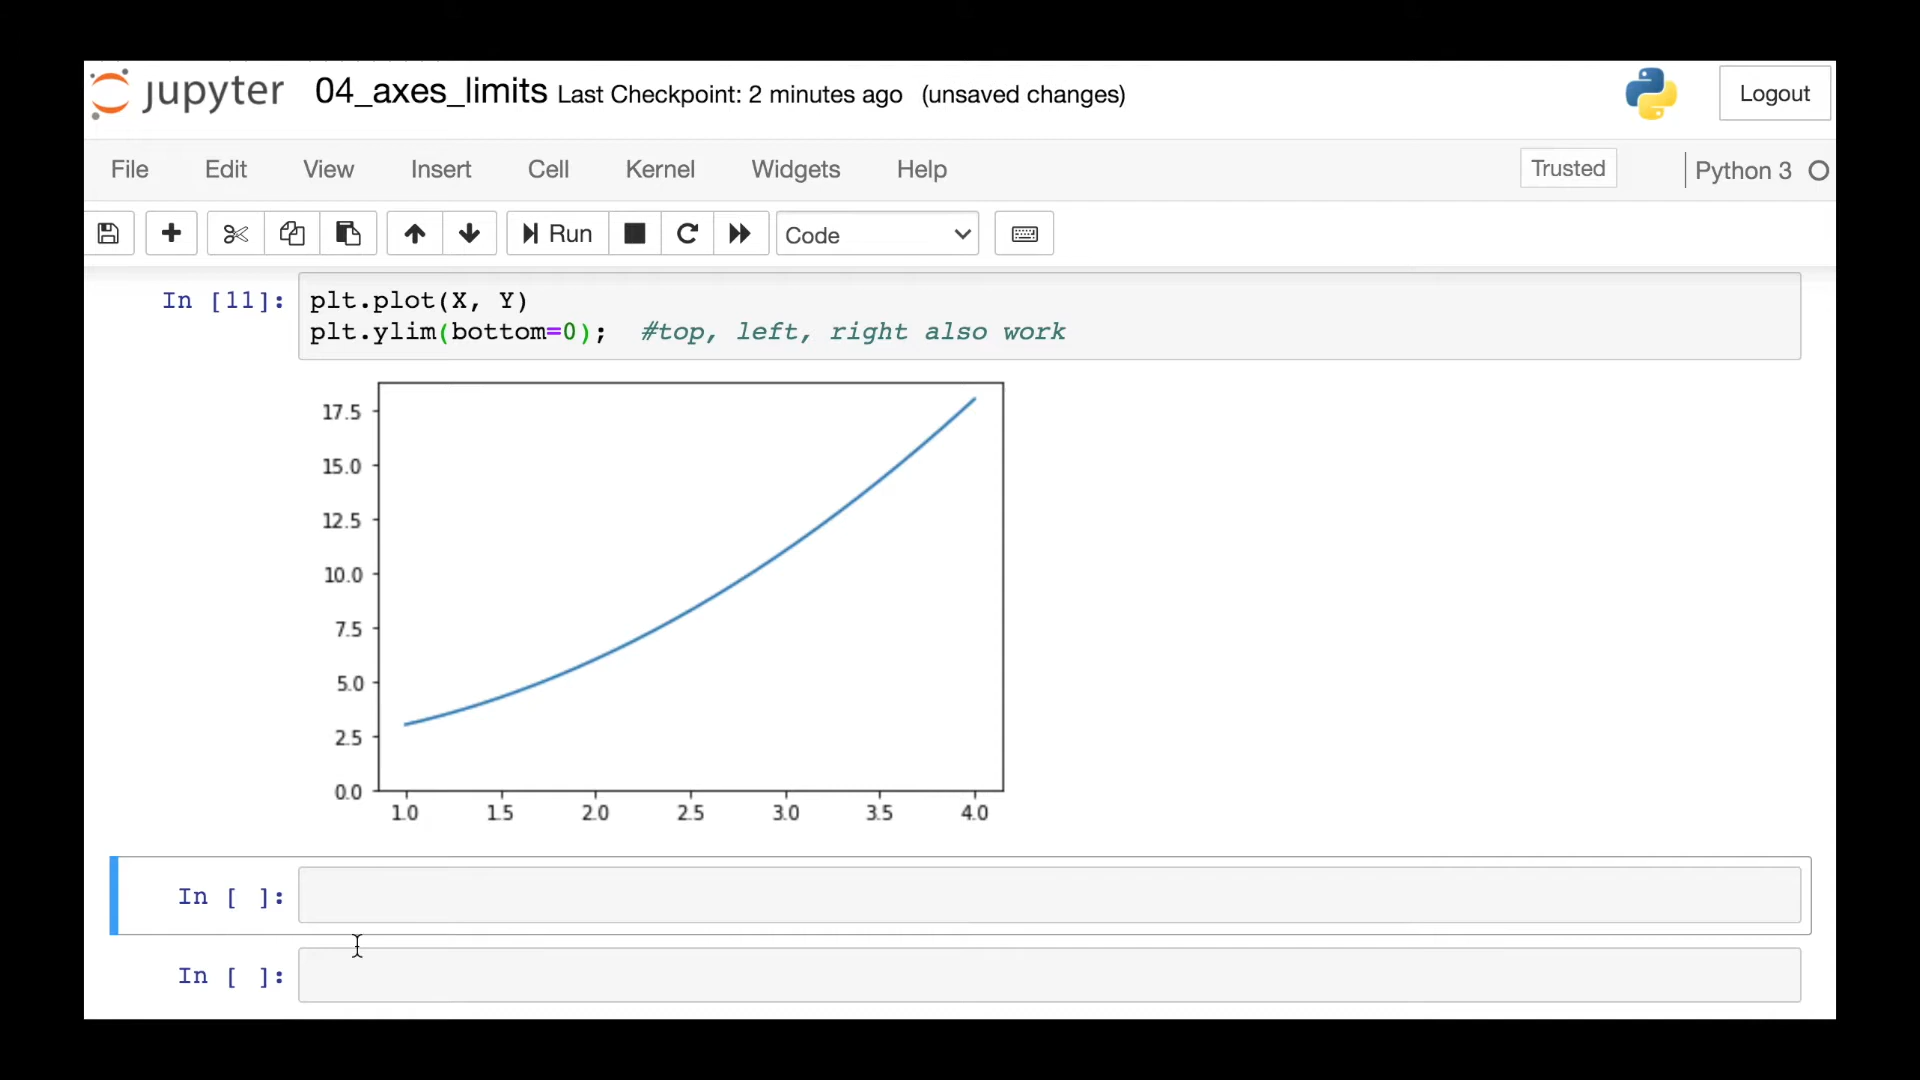 jupyter 04_axes_limits Last Checkpoint: 2 minutes ago (unsaved changes) Logout
File Edit View Insert Cell Kernel Widgets Help Trusted Python 3
Run Code
In [11]: plt.plot(X, Y)
plt.ylim(bottom=0); #top, left, right also work
17.5
15.0
12.5
10.0
7.5
5.0
2.5
0.0
1.0 1.5 2.0 2.5 3.0 3.5 4.0
In [ ]:
In [ ]: